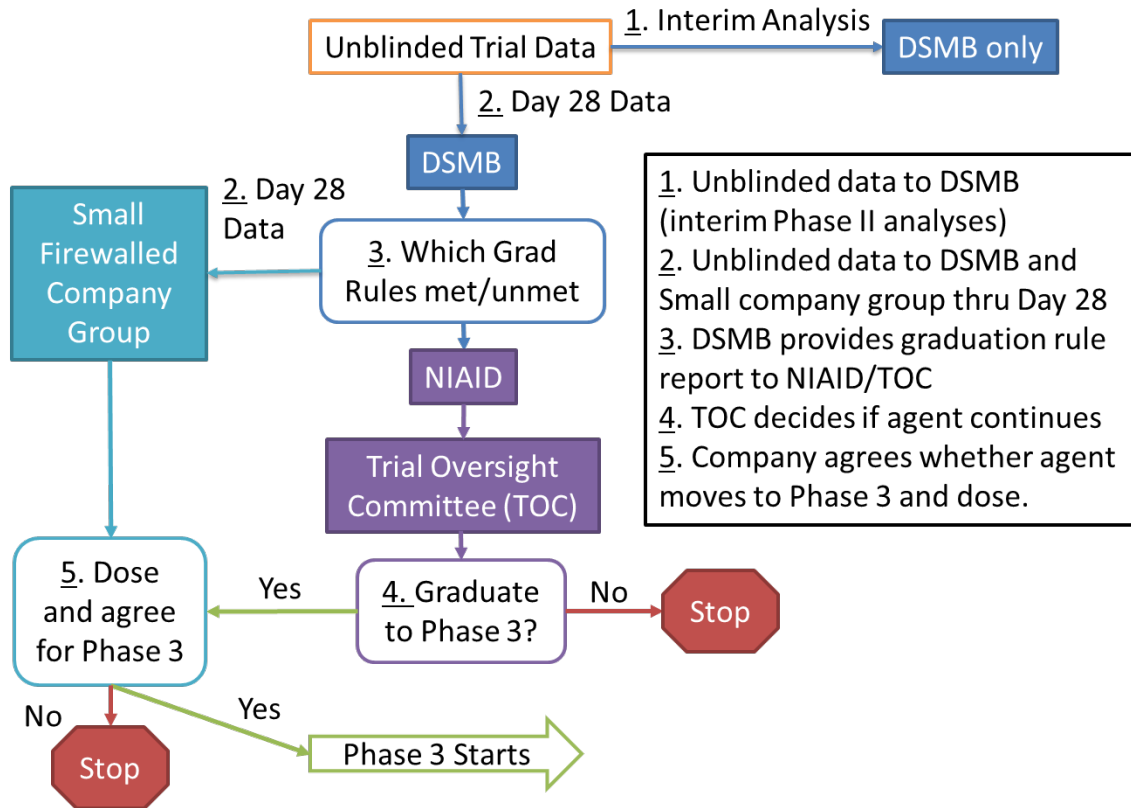 1. Interim Analysis
Unblinded Trial Data
DSMB only
2. Day 28 Data
DSMB
2. Day 28
Data
Small
Firewalled
Company
Group
3. Which Grad
Rules met/unmet
1. Unblinded data to DSMB
(interim Phase II analyses)
2. Unblinded data to DSMB and
Small company group thru Day 28
3. DSMB provides graduation rule
report to NIAID/TOC
4. TOC decides if agent continues
5. Company agrees whether agent
moves to Phase 3 and dose.
NIAID
Trial Oversight
Committee (TOC)
5. Dose
and agree
for Phase 3
Yes
4. Graduate
to Phase 3?
No
Stop
No
Yes
Stop
Phase 3 Starts